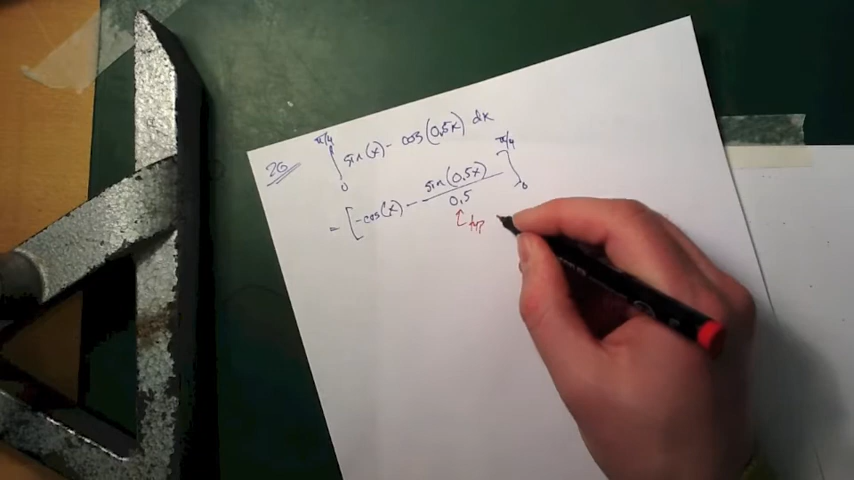 26 ∫₀^π/4 sin(x) - cos(0,5x) dx
= [-cos(x) - sin(0,5x)/0,5]₀^π/4